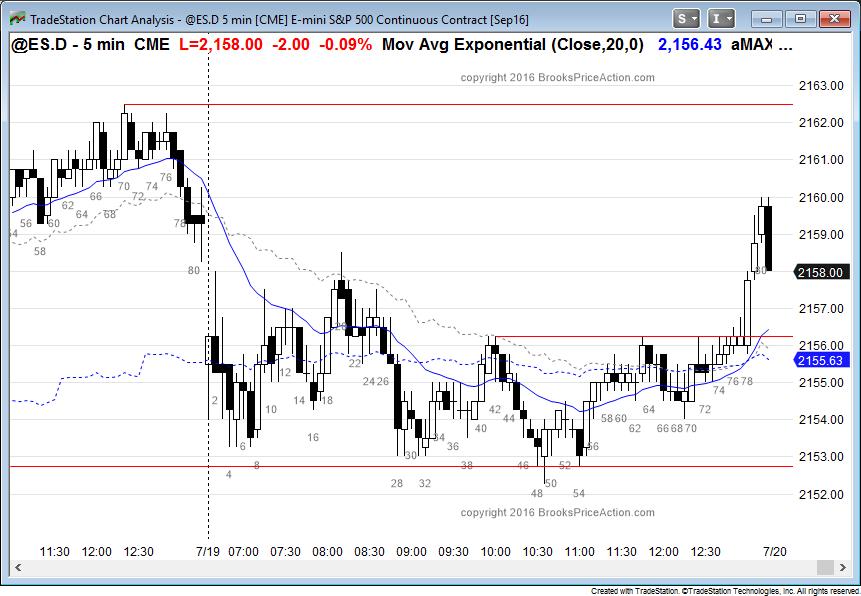 TradeStation Chart Analysis - @ES.D 5 min [CME] E-mini S&P 500 Continuous Contract [Sep16]
S I
@ES.D - 5 min CME L=2,158.00 -2.00 -0.09% Mov Avg Exponential (Close,20,0) 2,156.43 aMAX ...
copyright 2016 BrooksPriceAction.com
2163.00
2162.00
2161.00
2160.00
2159.00
2158.00
2157.00
2156.00
2155.63
2155.00
2154.00
2153.00
2152.00
54 56 58 60 62 64 66 68 70 72 74 76 78 80
2 4 6 8 10 12 14 16 18 20 22 24 26 28 30 32 34 36 38 40 42 44 46 48 50 52 54 56 58 60 62 64 66 68 70 72 74 76 78 80
copyright 2016 BrooksPriceAction.com
11:30 12:00 12:30 7/19 07:00 07:30 08:00 08:30 09:00 09:30 10:00 10:30 11:00 11:30 12:00 12:30 7/20
Created with TradeStation. ©TradeStation Technologies, Inc. All rights reserved.